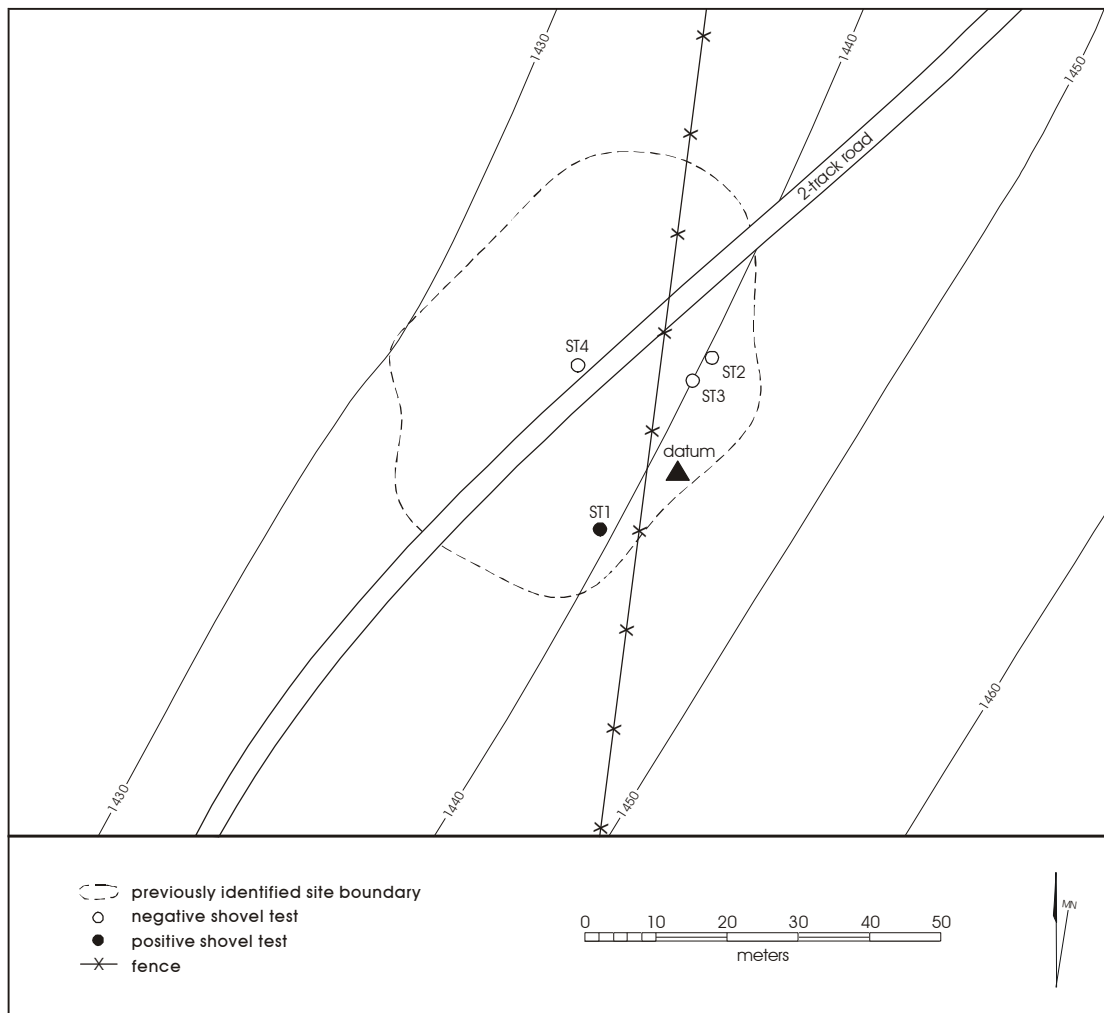 1430
1440
1450
2-track road
ST4
ST2
ST3
datum
ST1
1460
1430
1440
1450
previously identified site boundary
negative shovel test
positive shovel test
fence
0 10 20 30 40 50
meters
MN